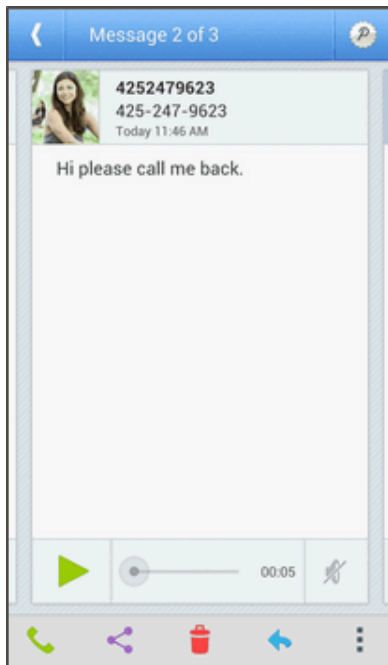 Message 2 of 3
4252479623
425-247-9623
Today 11:46 AM
Hi please call me back.
00:05